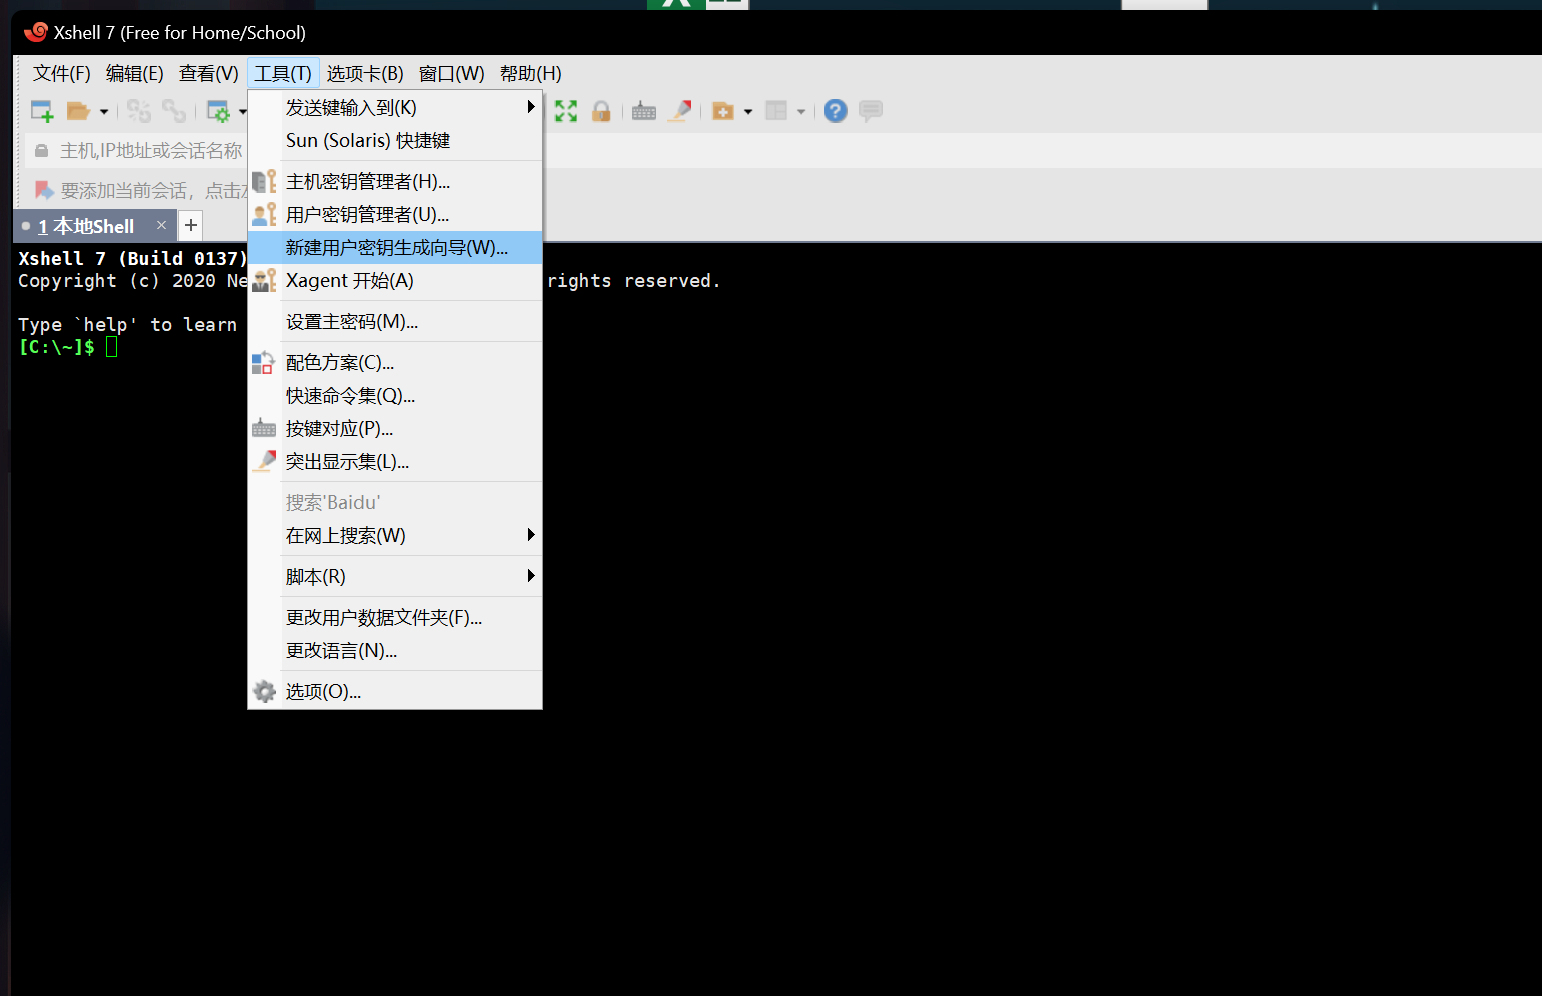 Xshell 7 (Free for Home/School)
文件(F) 编辑(E) 查看(V) 工具(T) 选项卡(B) 窗口(W) 帮助(H)
主机,IP地址或会话名称
要添加当前会话，点击
1 本地Shell
Xshell 7 (Build 0137)
Copyright (c) 2020 Ne rights reserved.
Type `help' to learn
[C:\~]$
发送键输入到(K)
Sun (Solaris) 快捷键
主机密钥管理者(H)...
用户密钥管理者(U)...
新建用户密钥生成向导(W)...
Xagent 开始(A)
设置主密码(M)...
配色方案(C)...
快速命令集(Q)...
按键对应(P)...
突出显示集(L)...
搜索'Baidu'
在网上搜索(W)
脚本(R)
更改用户数据文件夹(F)...
更改语言(N)...
选项(O)...